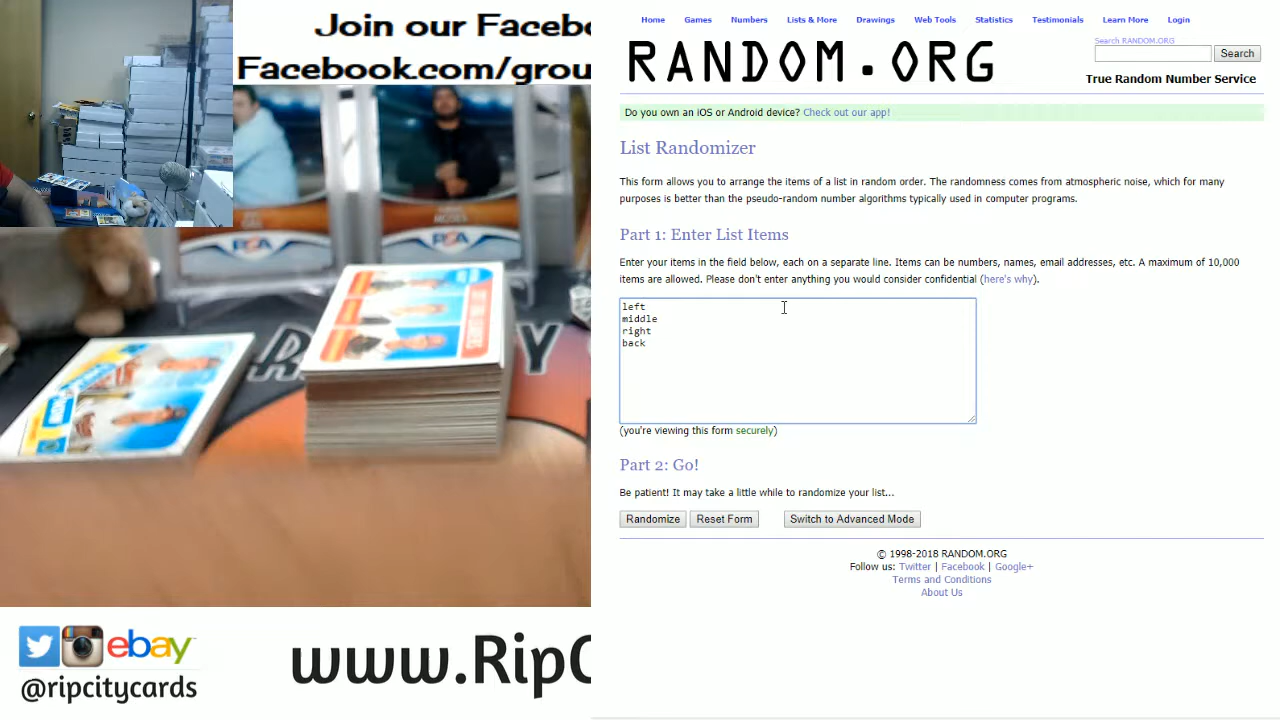 Join our Facebo
Facebook.com/grou
@ripcitycards
ebay
www.RipC
Home Games Numbers Lists & More Drawings Web Tools Statistics Testimonials Learn More Login
RANDOM.ORG
Search RANDOM.ORG
Search
True Random Number Service
Do you own an iOS or Android device? Check out our app!
List Randomizer
This form allows you to arrange the items of a list in random order. The randomness comes from atmospheric noise, which for many
purposes is better than the pseudo-random number algorithms typically used in computer programs.
Part 1: Enter List Items
Enter your items in the field below, each on a separate line. Items can be numbers, names, email addresses, etc. A maximum of 10,000
items are allowed. Please don't enter anything you would consider confidential (here's why).
left
middle
right
back
(you're viewing this form securely)
Part 2: Go!
Be patient! It may take a little while to randomize your list...
Randomize Reset Form Switch to Advanced Mode
© 1998-2018 RANDOM.ORG
Follow us: Twitter | Facebook | Google+
Terms and Conditions
About Us